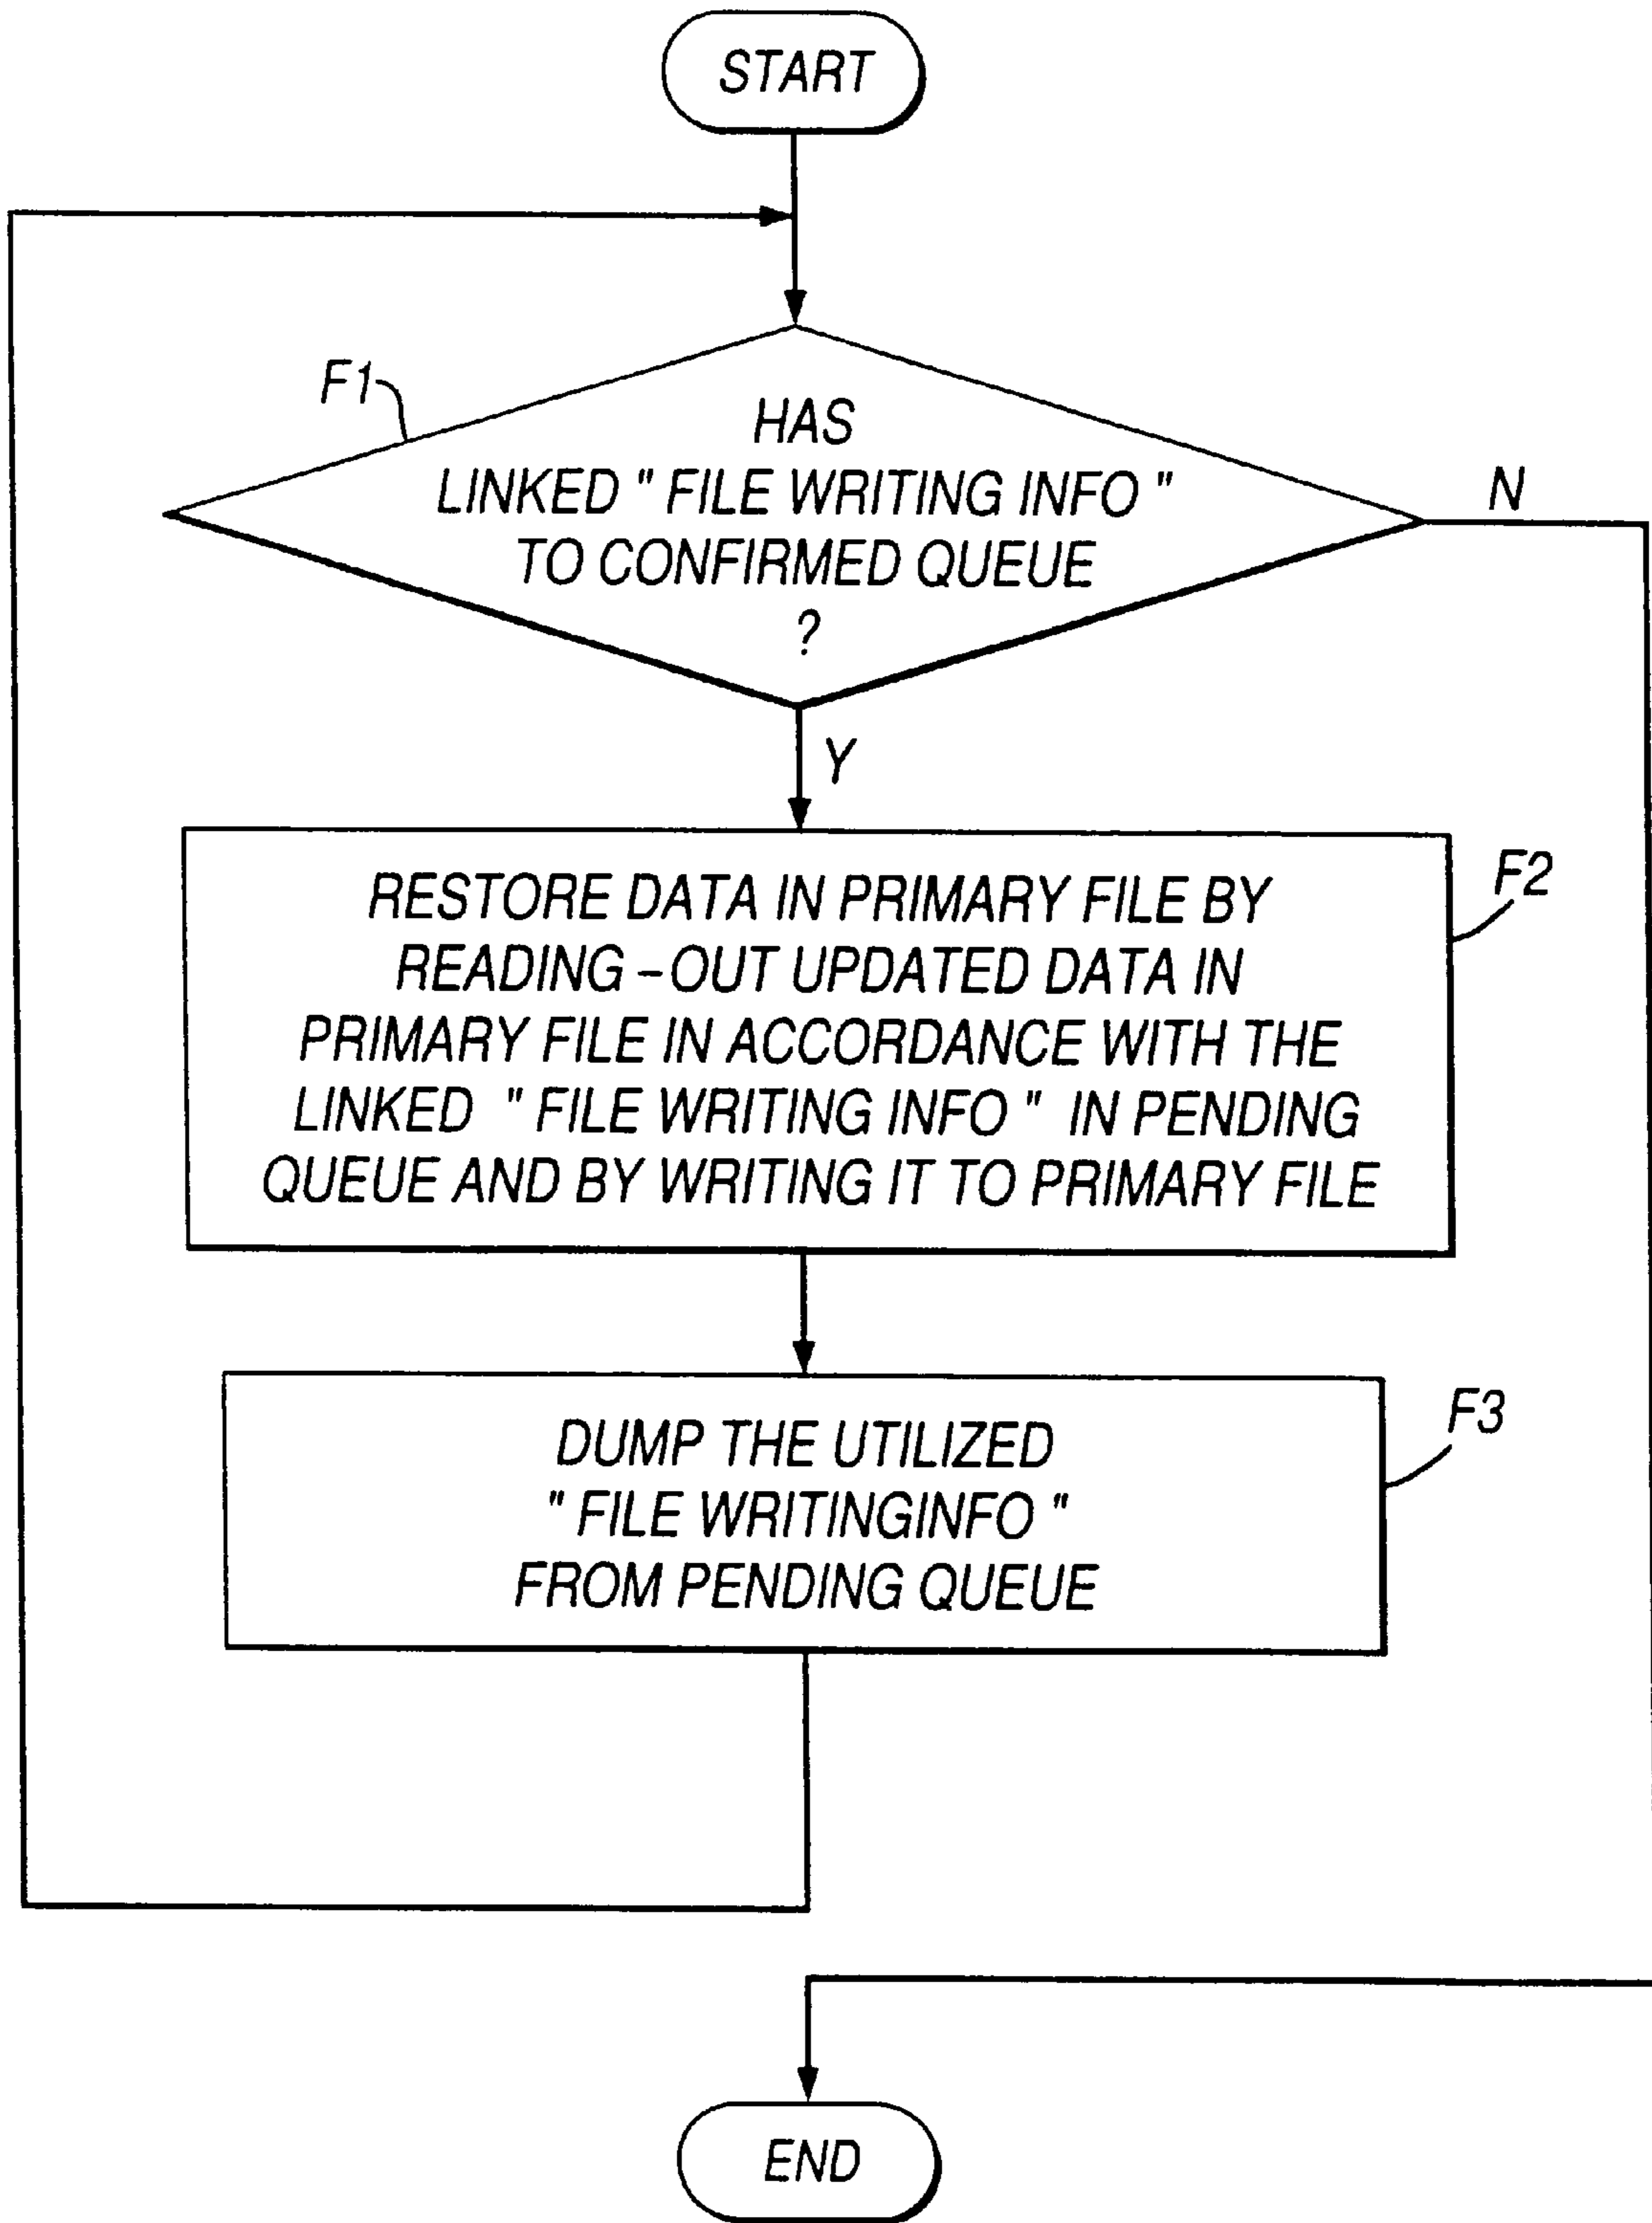 START
F1
HAS
LINKED " FILE WRITING INFO "
TO CONFIRMED QUEUE
?
N
Y
F2
RESTORE DATA IN PRIMARY FILE BY
READING-OUT UPDATED DATA IN
PRIMARY FILE IN ACCORDANCE WITH THE
LINKED " FILE WRITING INFO " IN PENDING
QUEUE AND BY WRITING IT TO PRIMARY FILE
F3
DUMP THE UTILIZED
" FILE WRITINGINFO "
FROM PENDING QUEUE
END